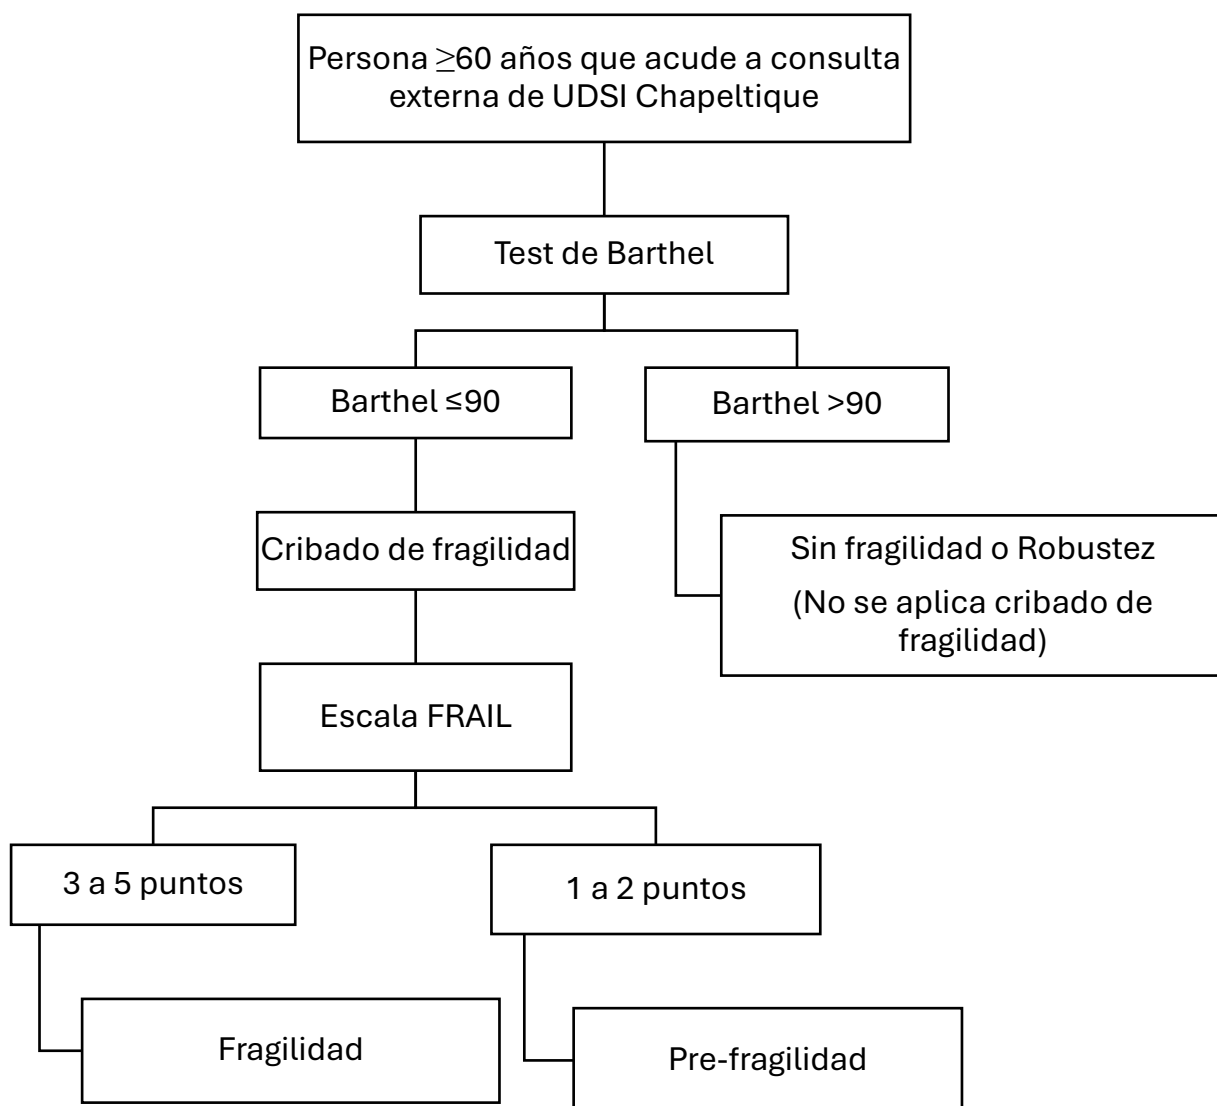 Persona ≥60 años que acude a consulta
externa de UDSI Chapeltique
Test de Barthel
Barthel ≤90
Barthel >90
Cribado de fragilidad
Sin fragilidad o Robustez
(No se aplica cribado de
fragilidad)
Escala FRAIL
3 a 5 puntos
1 a 2 puntos
Fragilidad
Pre-fragilidad